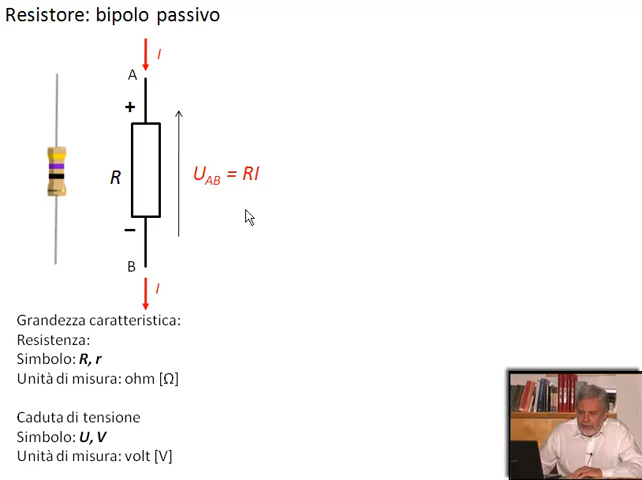 Resistore: bipolo passivo
I
A
+
R
U_AB = RI
–
B
I
Grandezza caratteristica:
Resistenza:
Simbolo: R, r
Unità di misura: ohm [Ω]
Caduta di tensione
Simbolo: U, V
Unità di misura: volt [V]